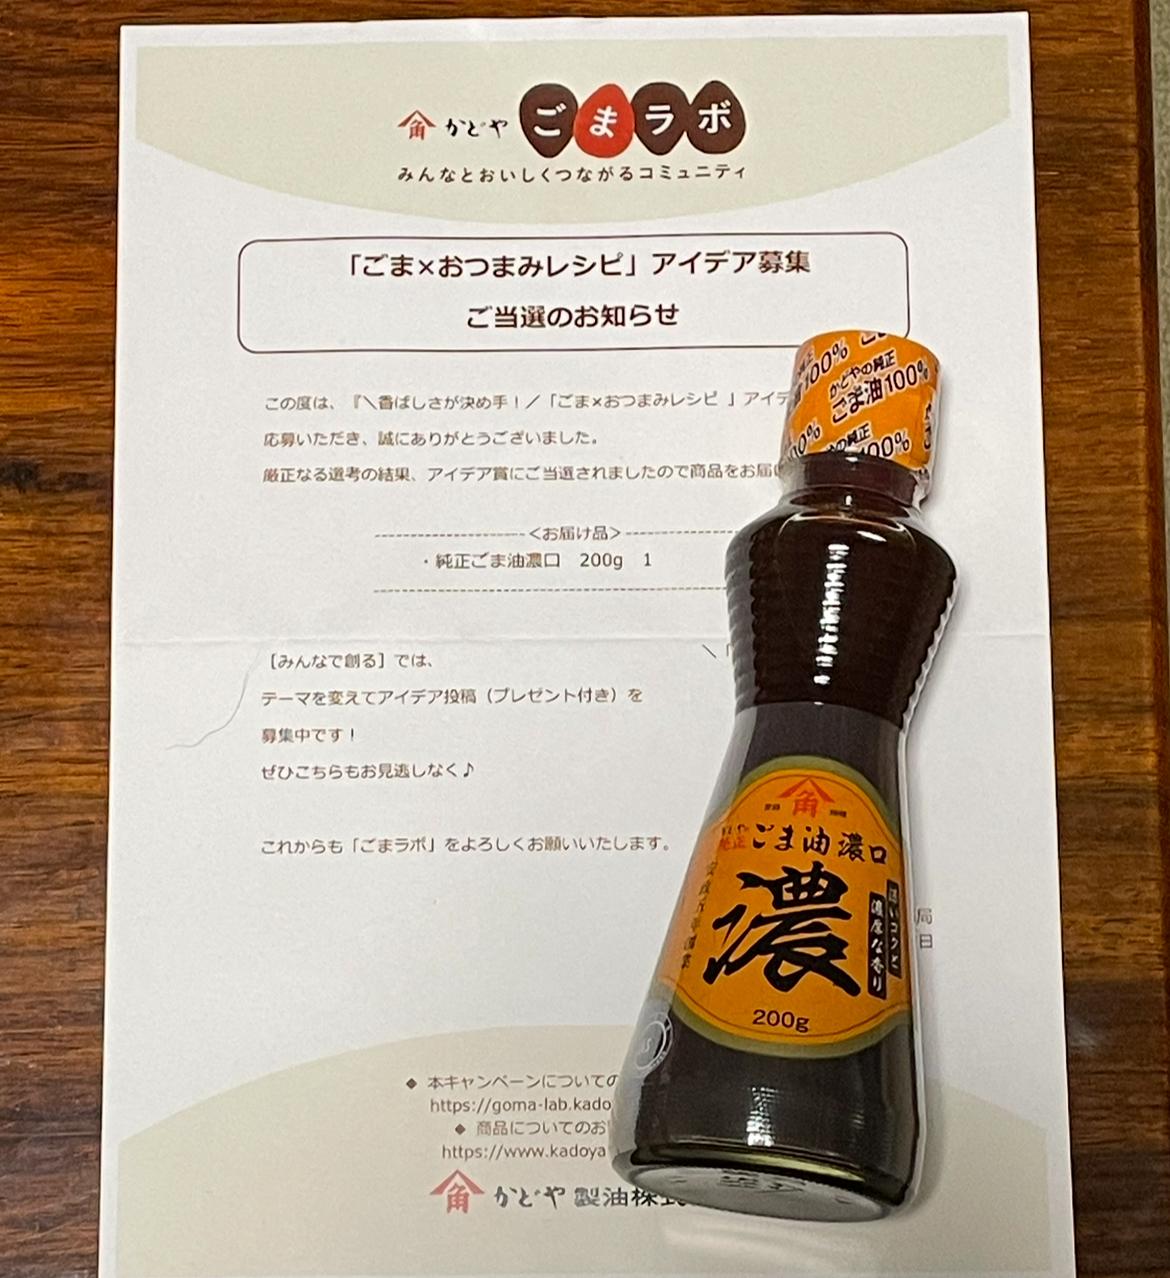 角 かどや ごまラボ
みんなとおいしくつながるコミュニティ
「ごま×おつまみレシピ」アイデア募集
ご当選のお知らせ
この度は、『＼香ばしさが決め手！／「ごま×おつまみレシピ 」アイデ
応募いただき、誠にありがとうございました。
厳正なる選考の結果、アイデア賞にご当選されましたので商品をお届け
<お届け品>
・純正ごま油濃口 200g 1
［みんなで創る］では、
テーマを変えてアイデア投稿（プレゼント付き）を
募集中です！
ぜひこちらもお見逃しなく♪
これからも「ごまラボ」をよろしくお願いいたします。
局
日
◆ 本キャンペーンについての
https://goma-lab.kado
◆ 商品についてのお
https://www.kadoya
角 かどや 製油株式
かどやの純正
ごま油100%
角
純正 ごま油濃口
濃
深いコクと
濃厚な香り
200g